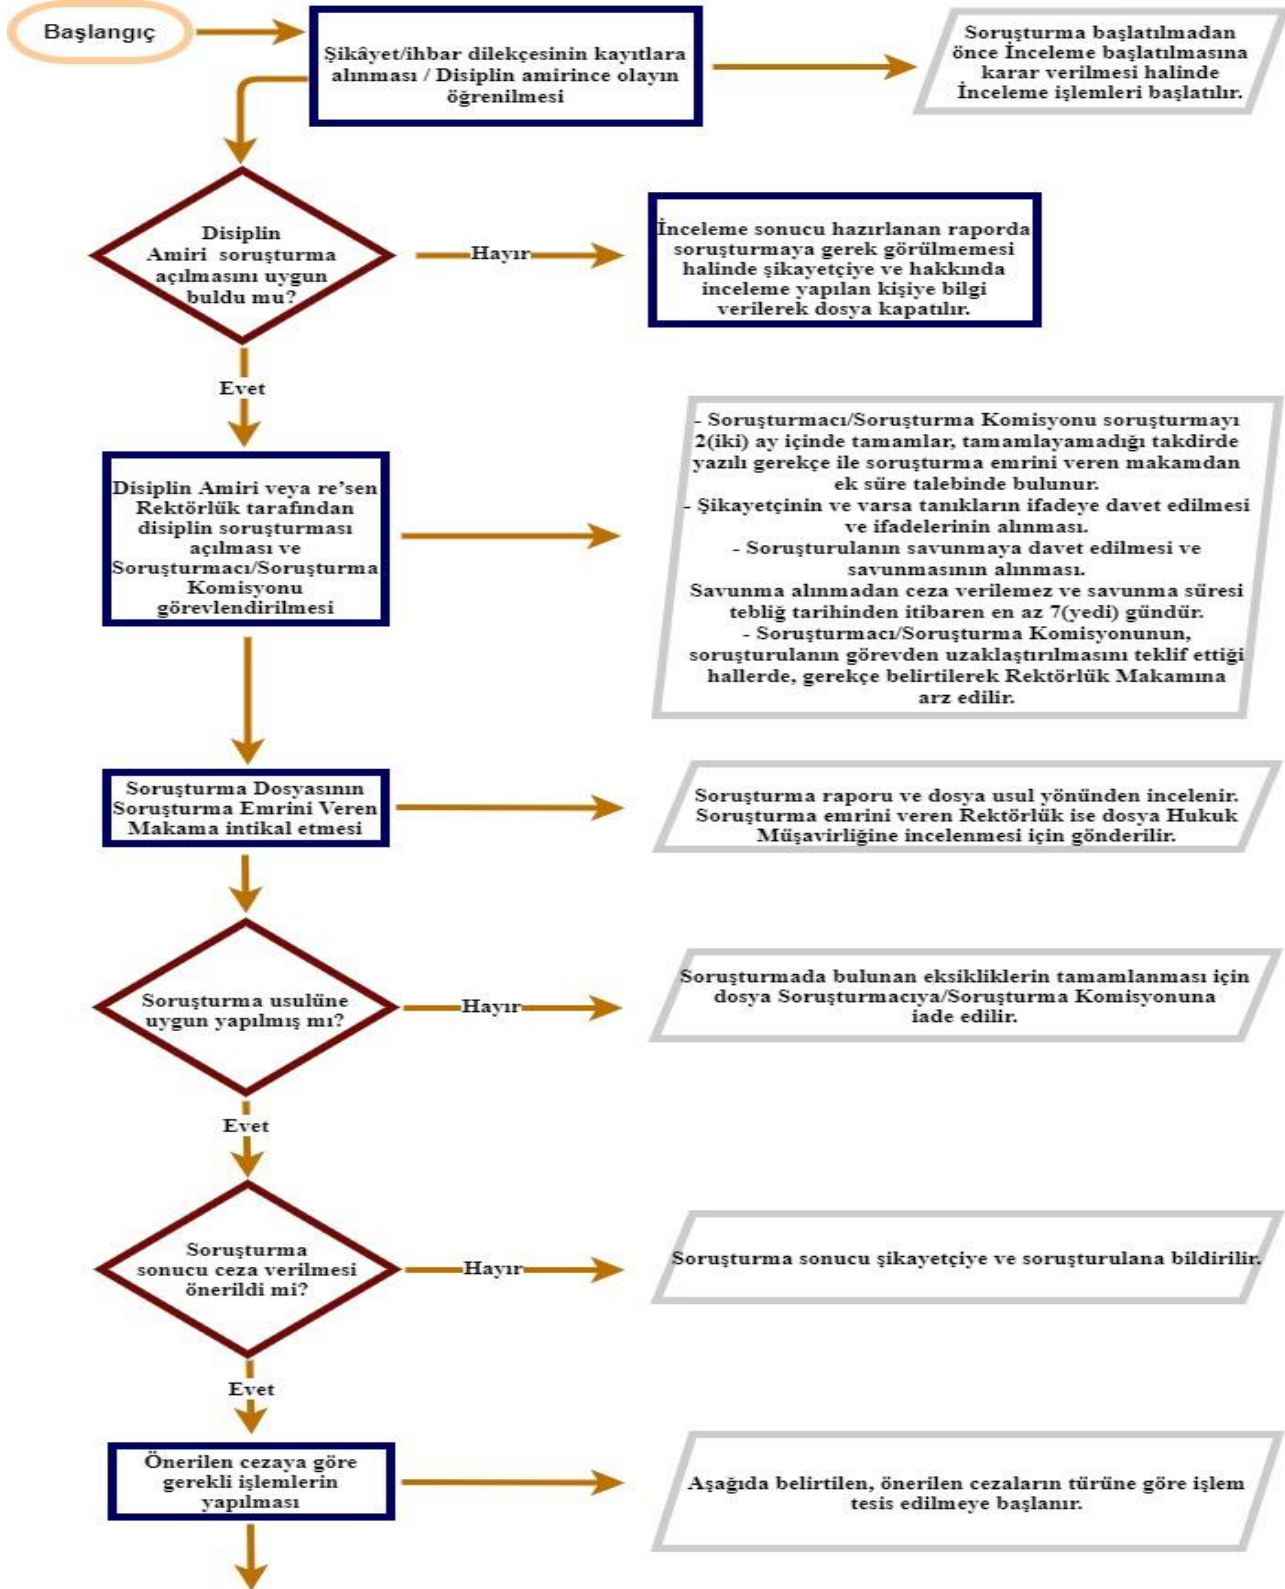 Başlangıç
Şikâyet/ihbar dilekçesinin kayıtlara
alınması / Disiplin amirince olayın
öğrenilmesi
Soruşturma başlatılmadan
önce İnceleme başlatılmasına
karar verilmesi halinde
İnceleme işlemleri başlatılır.
Disiplin
Amiri soruşturma
açılmasını uygun
buldu mu?
Hayır
İnceleme sonucu hazırlanan raporda
soruşturmaya gerek görülmemesi
halinde şikayetçiye ve hakkında
inceleme yapılan kişiye bilgi
verilerek dosya kapatılır.
Evet
Disiplin Amiri veya re’sen
Rektörlük tarafından
disiplin soruşturması
açılması ve
Soruşturmacı/Soruşturma
Komisyonu
görevlendirilmesi
- Soruşturmacı/Soruşturma Komisyonu soruşturmayı
2(iki) ay içinde tamamlar, tamamlayamadığı takdirde
yazılı gerekçe ile soruşturma emrini veren makamdan
ek süre talebinde bulunur.
- Şikayetçinin ve varsa tanıkların ifadeye davet edilmesi
ve ifadelerinin alınması.
- Soruşturulanın savunmaya davet edilmesi ve
savunmasının alınması.
Savunma alınmadan ceza verilemez ve savunma süresi
tebliğ tarihinden itibaren en az 7(yedi) gündür.
- Soruşturmacı/Soruşturma Komisyonunun,
soruşturulanın görevden uzaklaştırılmasını teklif ettiği
hallerde, gerekçe belirtilerek Rektörlük Makamına
arz edilir.
Soruşturma Dosyasının
Soruşturma Emrini Veren
Makama intikal etmesi
Soruşturma raporu ve dosya usul yönünden incelenir.
Soruşturma emrini veren Rektörlük ise dosya Hukuk
Müşavirliğine incelenmesi için gönderilir.
Soruşturma usulüne
uygun yapılmış mı?
Hayır
Soruşturmada bulunan eksikliklerin tamamlanması için
dosya Soruşturmacıya/Soruşturma Komisyonuna
iade edilir.
Evet
Soruşturma
sonucu ceza verilmesi
önerildi mi?
Hayır
Soruşturma sonucu şikayetçiye ve soruşturulana bildirilir.
Evet
Önerilen cezaya göre
gerekli işlemlerin
yapılması
Aşağıda belirtilen, önerilen cezaların türüne göre işlem
tesis edilmeye başlanır.